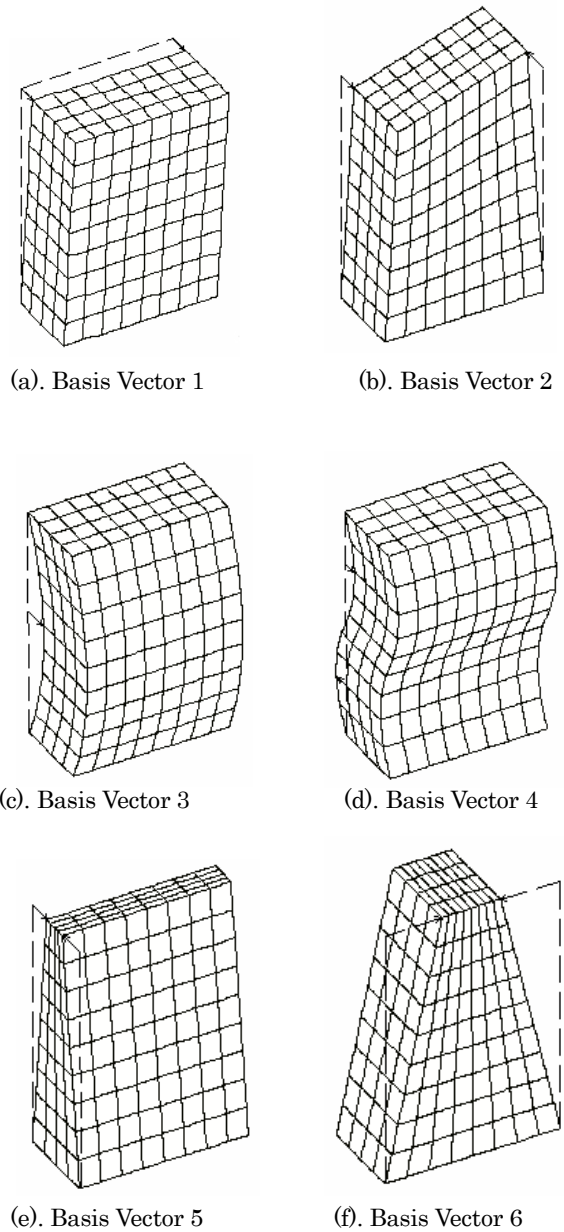 (a). Basis Vector 1
(b). Basis Vector 2
(c). Basis Vector 3
(d). Basis Vector 4
(e). Basis Vector 5
(f). Basis Vector 6